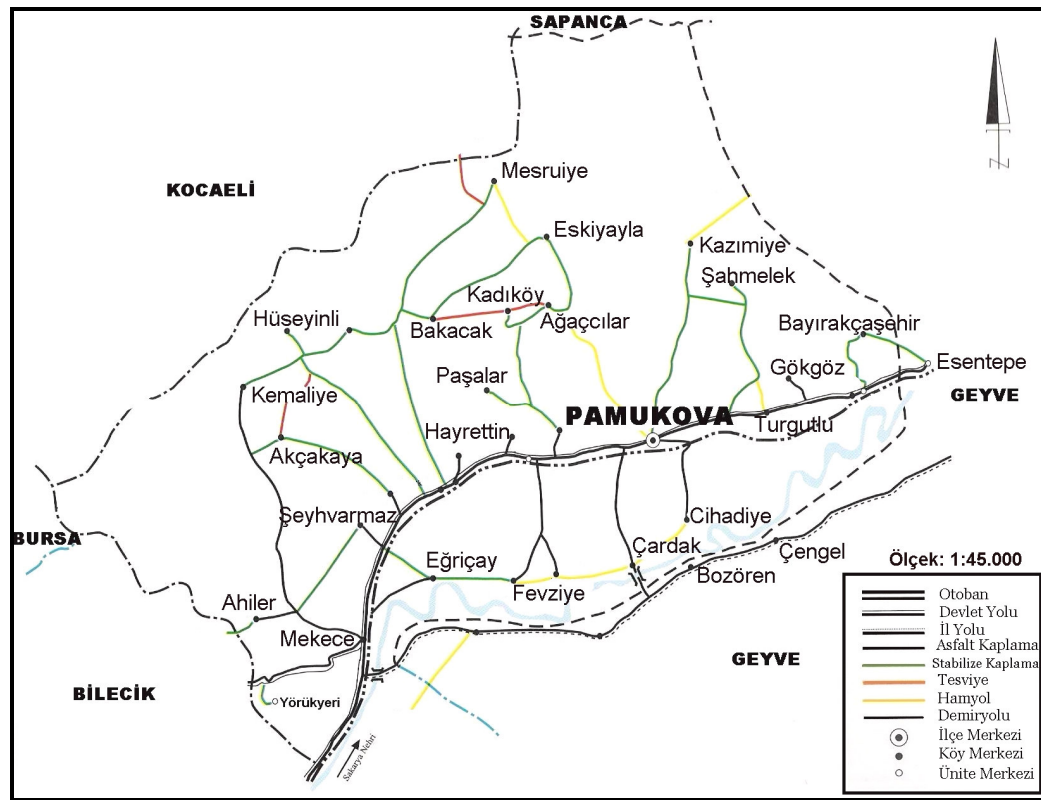 SAPANCA
Mesruiye
KOCAELİ
Eskiyayla
Kazımiye
Şahmelek
Kadıköy
Hüseyinli
Bakacak
Ağaççılar
Bayırakçaşehir
Esentepe
Gökgöz
Paşalar
Kemaliye
GEYVE
PAMUKOVA
Turgutlu
Hayrettin
Akçakaya
Şeyhvarmaz
Cihadiye
BURSA
Çardak
Çengel
Eğriçay
Bozören
Fevziye
Ahiler
Mekece
GEYVE
BİLECİK
Yörükyeri
Sakarya Nehri
N
Ölçek: 1:45.000
Otoban
Devlet Yolu
İl Yolu
Asfalt Kaplama
Stabilize Kaplama
Tesviye
Hamyol
Demiryolu
İlçe Merkezi
Köy Merkezi
Ünite Merkezi